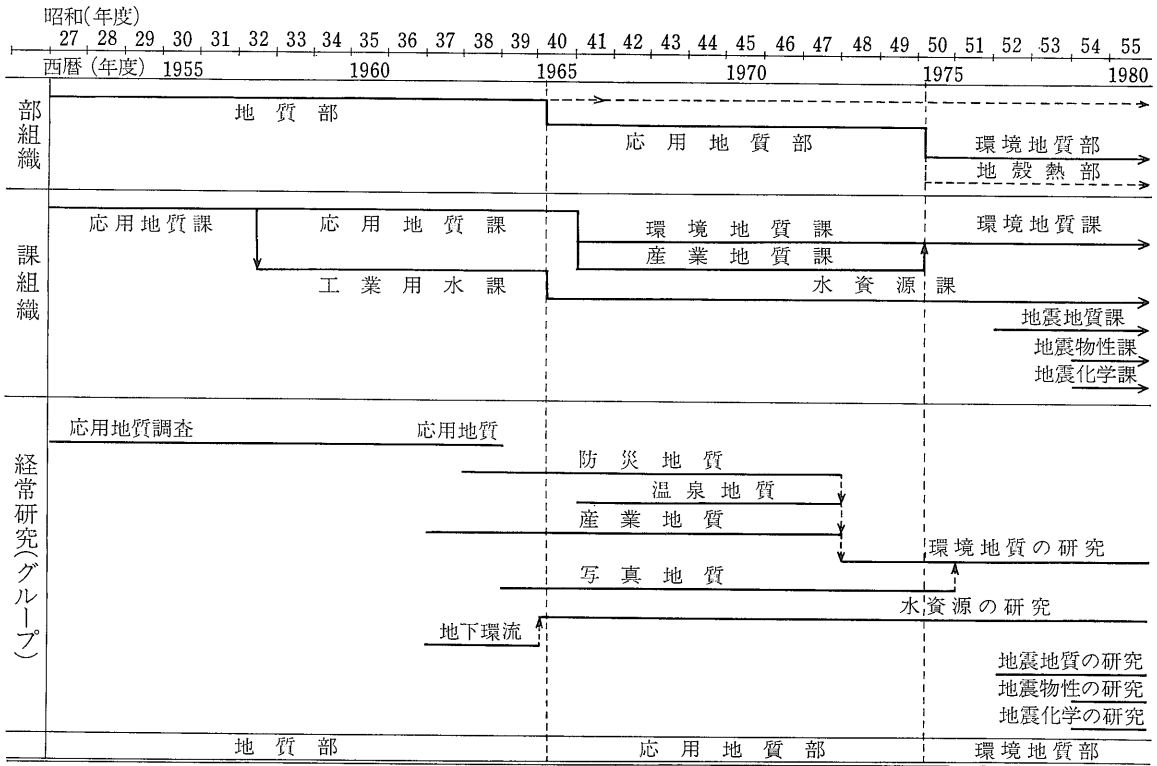 昭和(年度)
27 28 29 30 31 32 33 34 35 36 37 38 39 40 41 42 43 44 45 46 47 48 49 50 51 52 53 54 55
西暦(年度) 1955 1960 1965 1970 1975 1980
部組織
地質部
応用地質部
環境地質部
地殻熱部
課組織
応用地質課 応用地質課 環境地質課 環境地質課
産業地質課
工業用水課 水資源課
地震地質課
地震物性課
地震化学課
経常研究(グループ)
応用地質調査 応用地質
防災地質
温泉地質
産業地質
環境地質の研究
写真地質
水資源の研究
地下環流
地震地質の研究
地震物性の研究
地震化学の研究
地質部 応用地質部 環境地質部